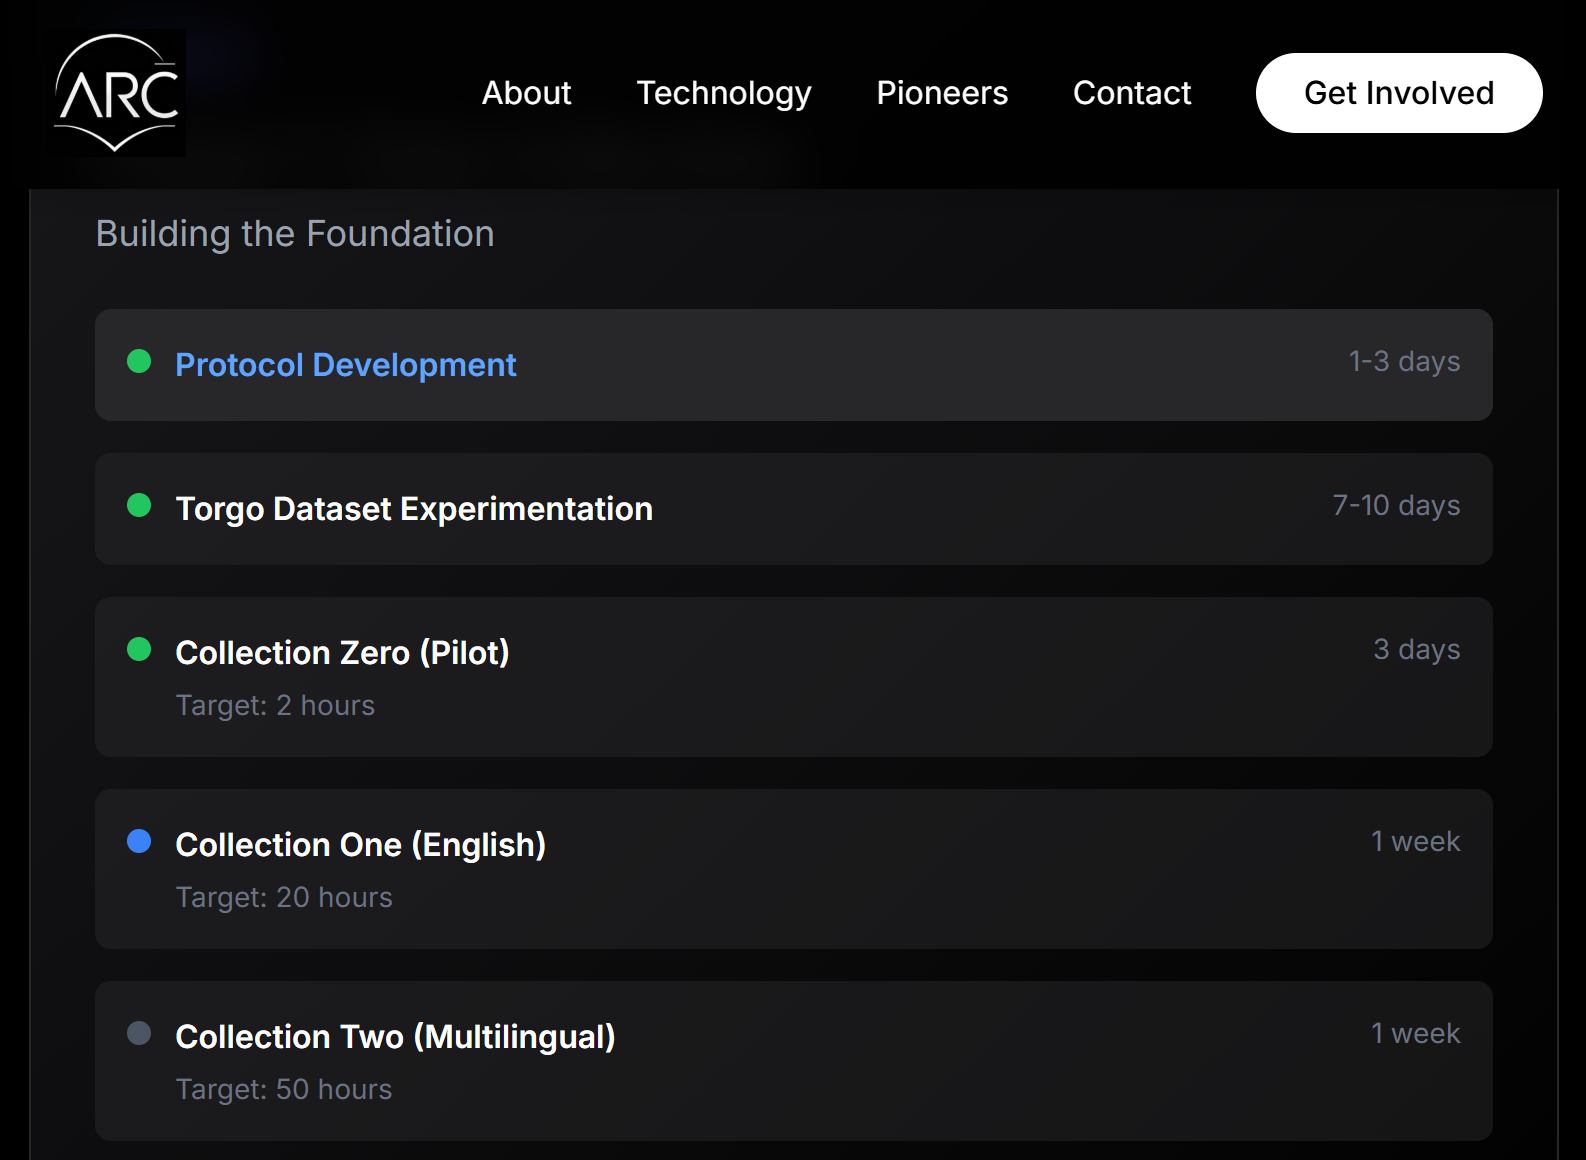 ARC
About
Technology
Pioneers
Contact
Get Involved
Building the Foundation
Protocol Development
1-3 days
Torgo Dataset Experimentation
7-10 days
Collection Zero (Pilot)
3 days
Target: 2 hours
Collection One (English)
1 week
Target: 20 hours
Collection Two (Multilingual)
1 week
Target: 50 hours